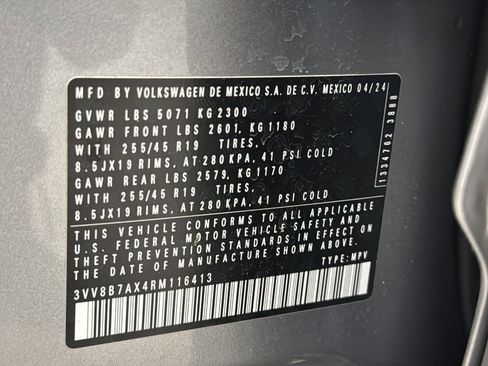 MFD BY VOLKSWAGEN DE MEXICO S.A. DE C.V. MEXICO 04/24
GVWR LBS 5071 KG 2300
GAWR FRONT LBS 2601, KG 1180
WITH 255/45 R19 TIRES,
8.5JX19 RIMS, AT 280 KPA, 41 PSI COLD
GAWR REAR LBS 2579, KG 1170
WITH 255/45 R19 TIRES,
8.5JX19 RIMS, AT 280 KPA, 41 PSI COLD
THIS VEHICLE CONFORMS TO ALL APPLICABLE
U.S. FEDERAL MOTOR VEHICLE SAFETY AND
THEFT PREVENTION STANDARDS IN EFFECT ON THE
DATE OF MANUFACTURE SHOWN ABOVE.
3VV8B7AX4RM116413 TYPE: MPV
1334762 3888